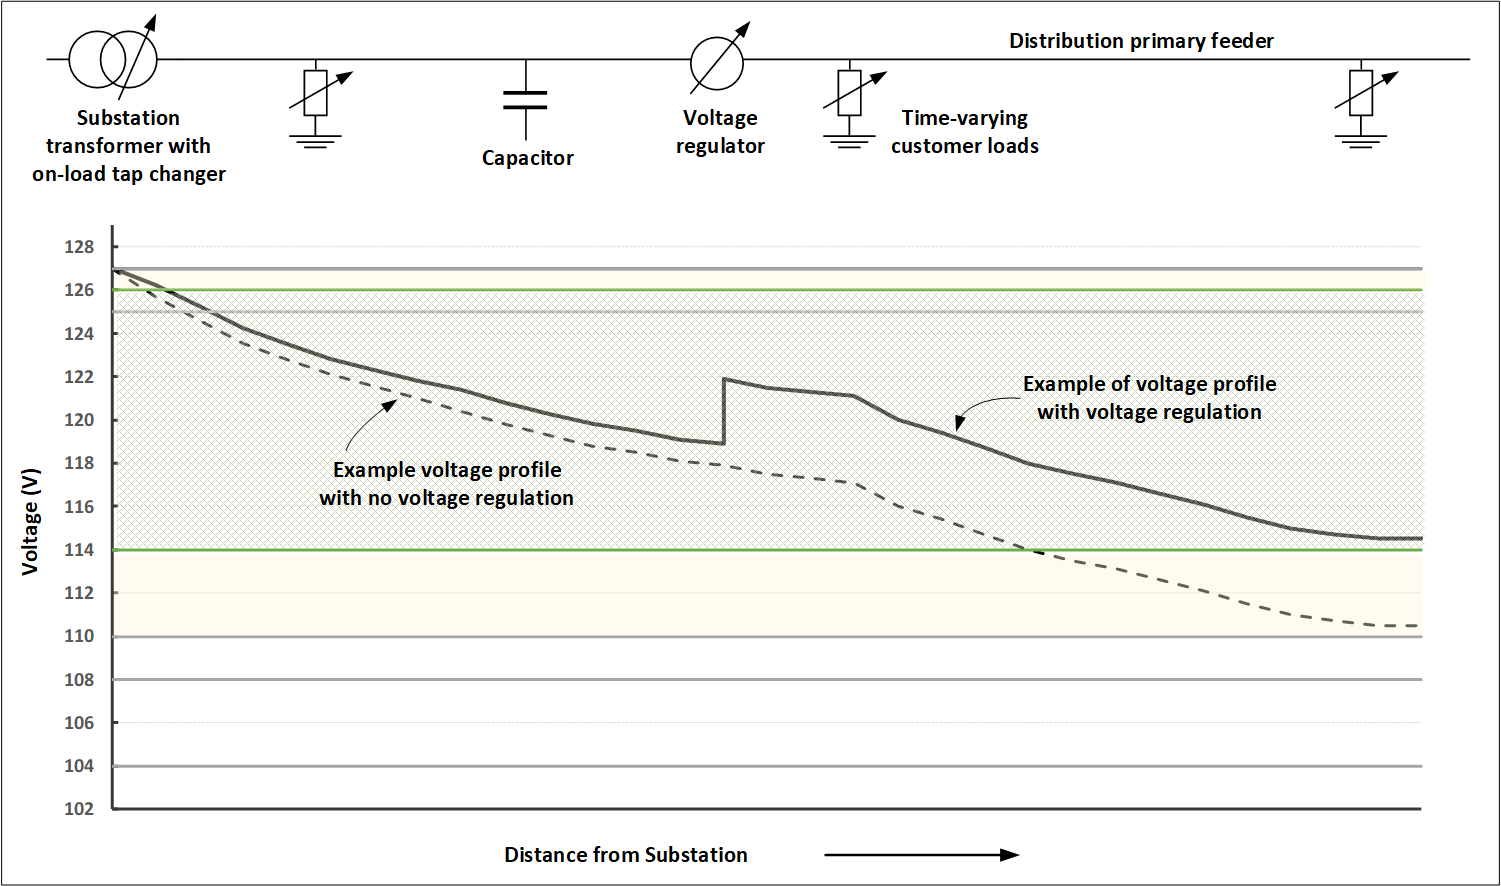 Distribution primary feeder
Substation
transformer with
on-load tap changer
Capacitor
Voltage
regulator
Time-varying
customer loads
128
126
124
122
120
118
116
114
112
110
108
106
104
102
Voltage (V)
Example of voltage profile
with voltage regulation
Example voltage profile
with no voltage regulation
Distance from Substation